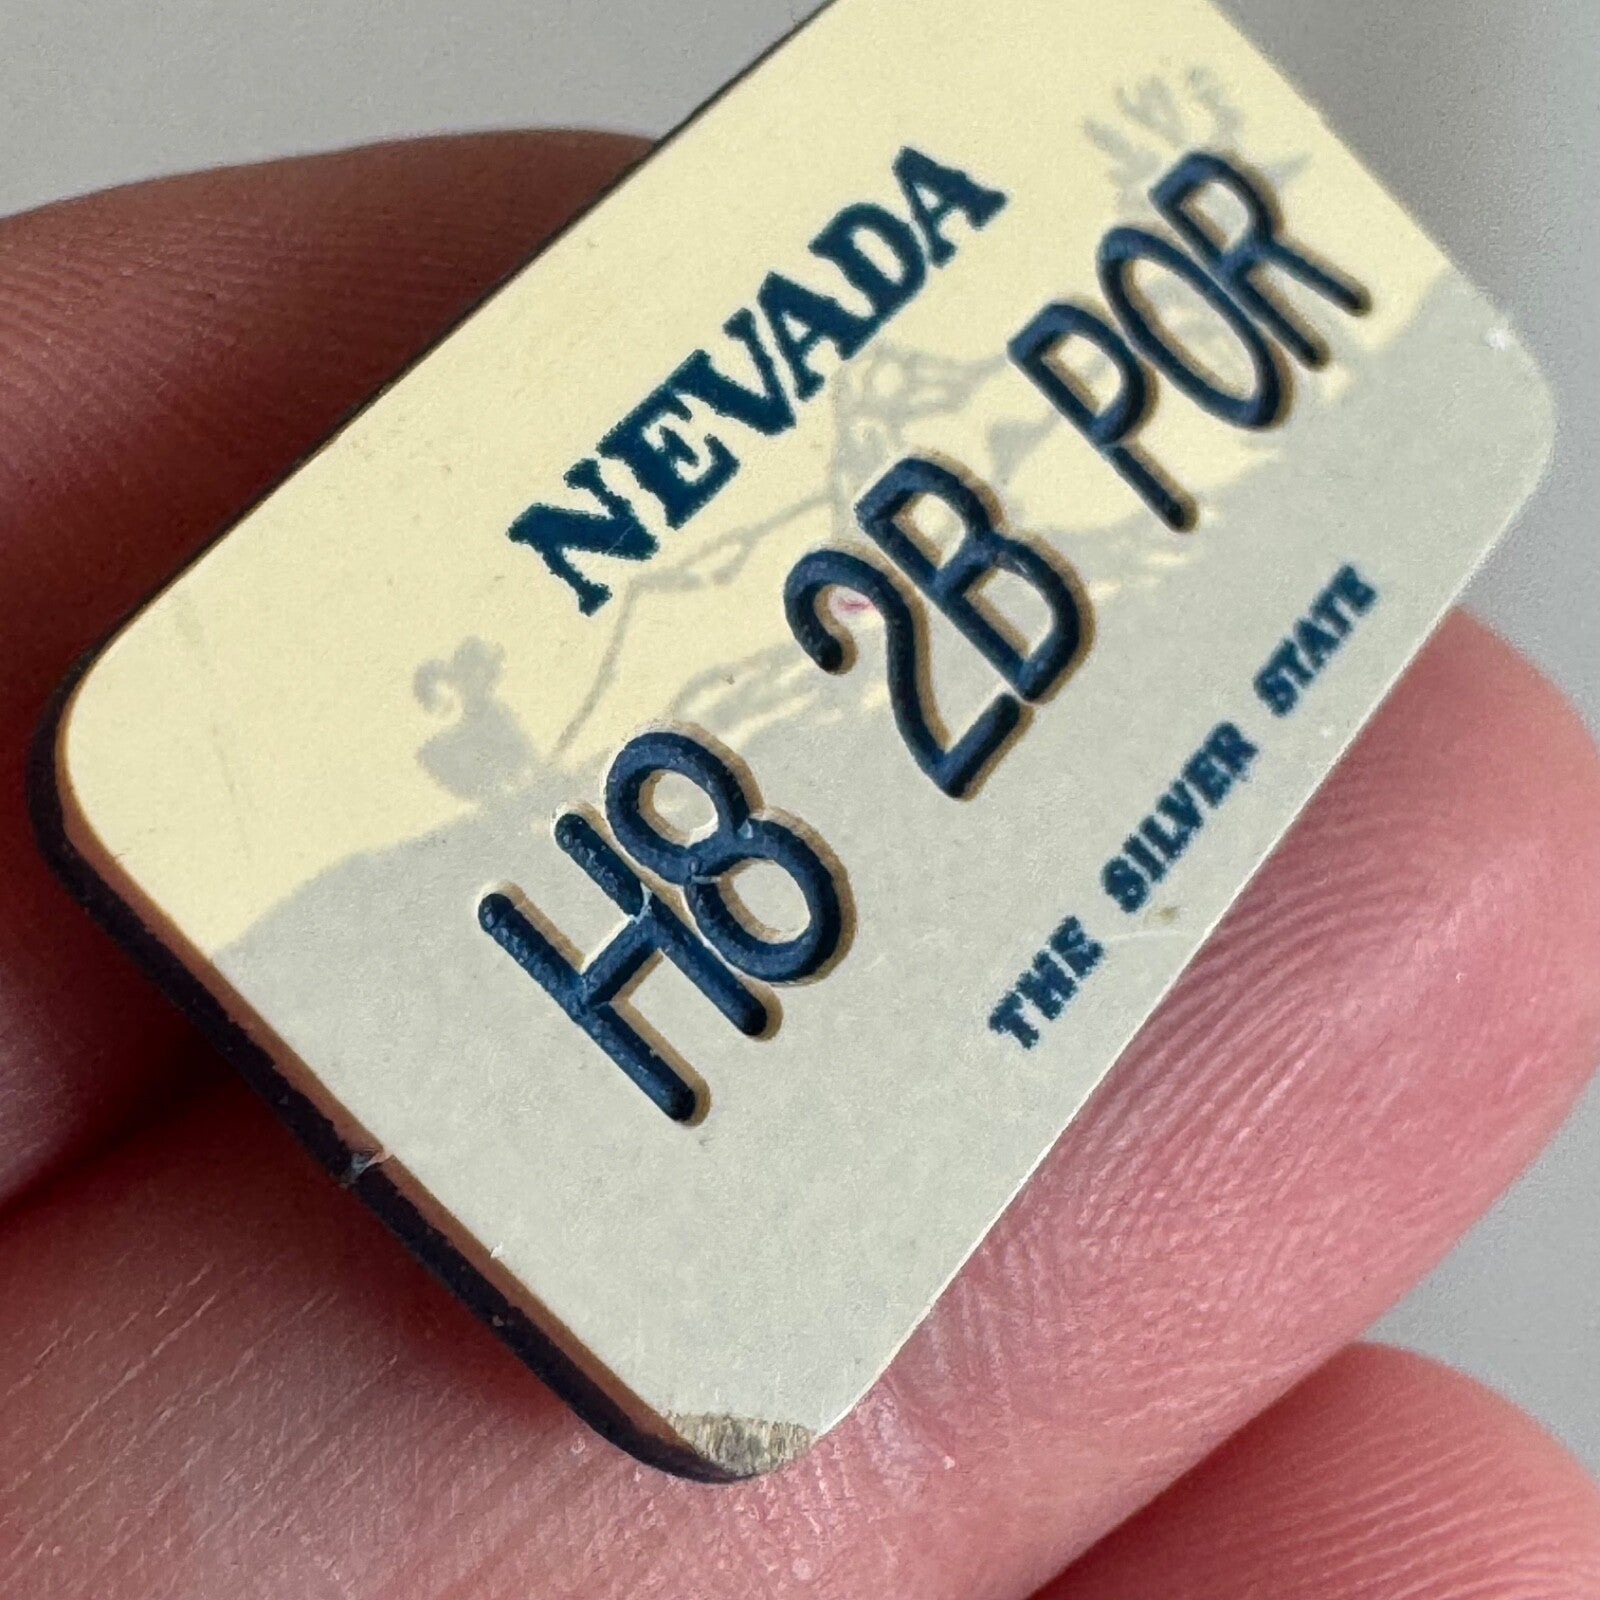 NEVADA
H8 2B POR
THE SILVER STATE